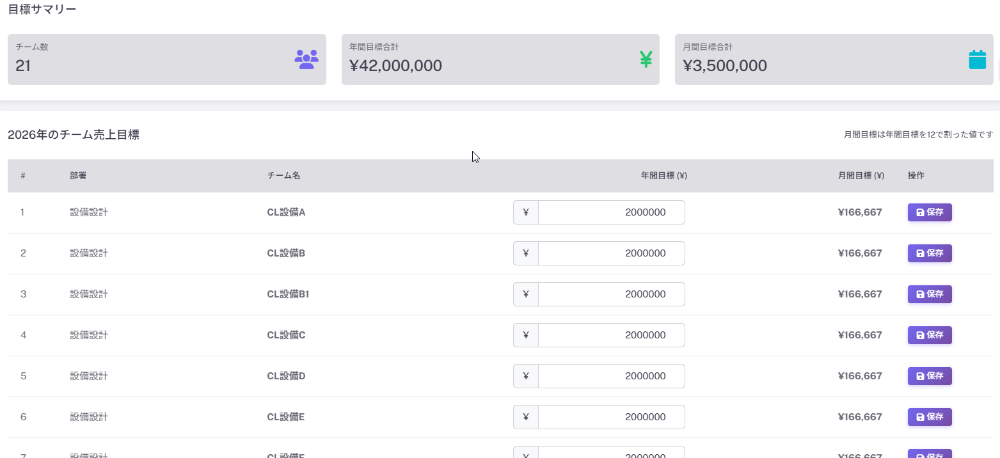 目標サマリー
チーム数
21
年間目標合計
¥42,000,000
月間目標合計
¥3,500,000
2026年のチーム売上目標
月間目標は年間目標を12で割った値です
# 部署 チーム名 年間目標 (¥) 月間目標 (¥) 操作
1 設備設計 CL設備A ¥ 2000000 ¥166,667 保存
2 設備設計 CL設備B ¥ 2000000 ¥166,667 保存
3 設備設計 CL設備B1 ¥ 2000000 ¥166,667 保存
4 設備設計 CL設備C ¥ 2000000 ¥166,667 保存
5 設備設計 CL設備D ¥ 2000000 ¥166,667 保存
6 設備設計 CL設備E ¥ 2000000 ¥166,667 保存
7 設備設計 ¥ 2000000 ¥166,667 保存